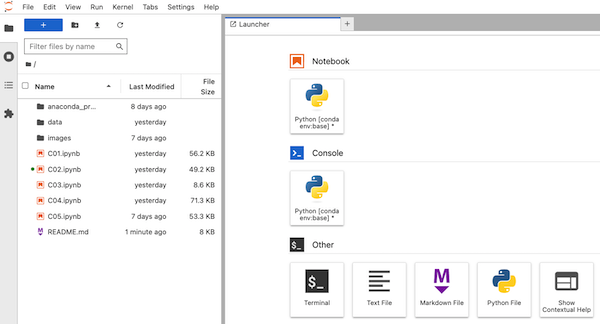 File Edit View Run Kernel Tabs Settings Help
+
Filter files by name
/
Name Last Modified File Size
anaconda_pr... 8 days ago
data yesterday
images 7 days ago
C01.ipynb yesterday 56.2 KB
C02.ipynb yesterday 49.2 KB
C03.ipynb yesterday 8.6 KB
C04.ipynb yesterday 71.3 KB
C05.ipynb 7 days ago 53.3 KB
README.md 1 minute ago 8 KB
Launcher +
Notebook
Python [conda
env:base] *
Console
Python [conda
env:base] *
$_ Other
$_
M
Terminal Text File Markdown File Python File Show
Contextual Help